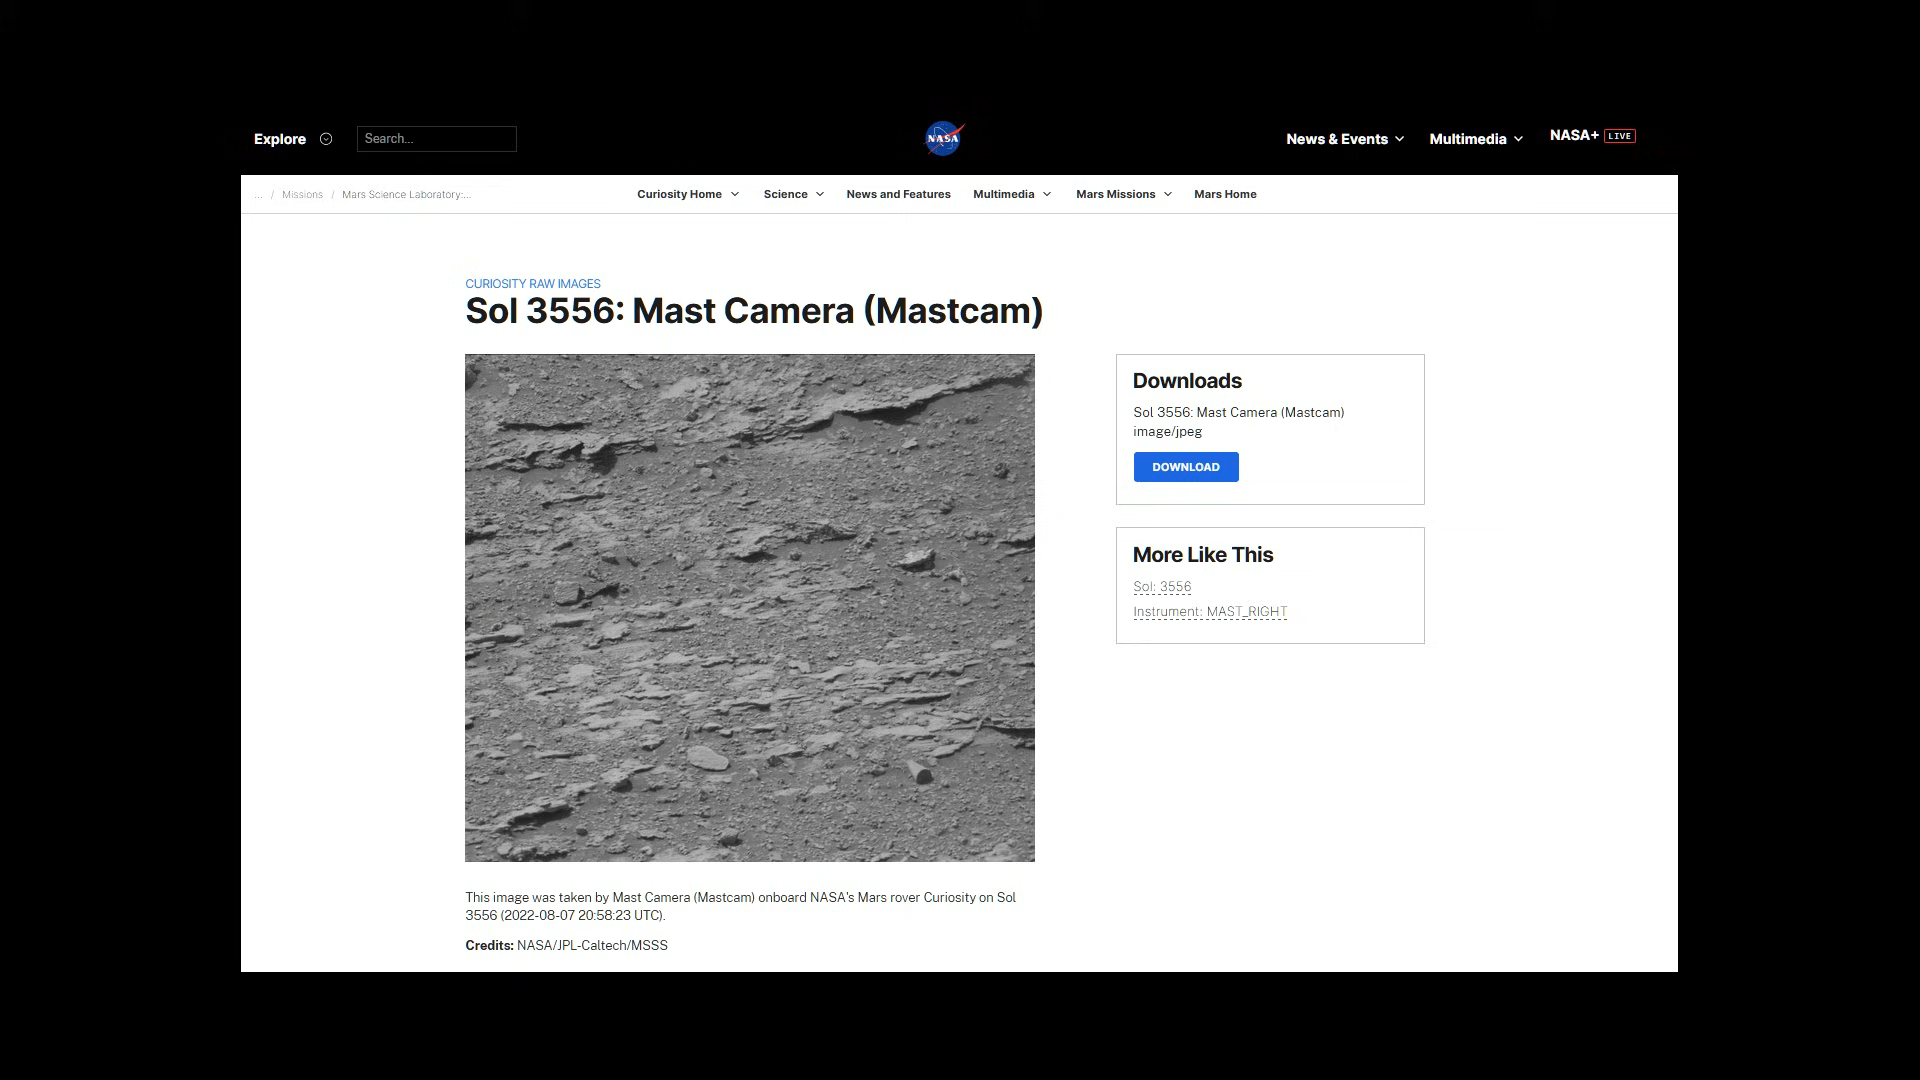 Explore
Search...
NASA
News & Events
Multimedia
NASA+ LIVE
... / Missions / Mars Science Laboratory:...
Curiosity Home
Science
News and Features
Multimedia
Mars Missions
Mars Home
CURIOSITY RAW IMAGES
Sol 3556: Mast Camera (Mastcam)
Downloads
Sol 3556: Mast Camera (Mastcam)
image/jpeg
DOWNLOAD
More Like This
Sol: 3556
Instrument: MAST_RIGHT
This image was taken by Mast Camera (Mastcam) onboard NASA's Mars rover Curiosity on Sol
3556 (2022-08-07 20:58:23 UTC).
Credits: NASA/JPL-Caltech/MSSS